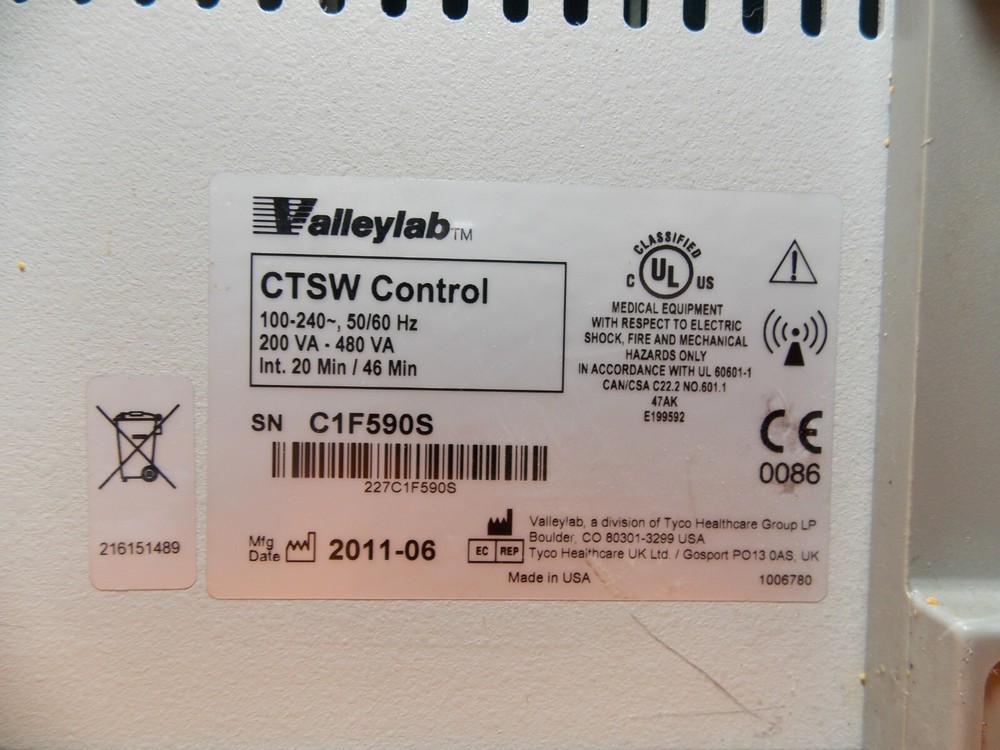 Valleylab™
CTSW Control
100-240~, 50/60 Hz
200 VA - 480 VA
Int. 20 Min / 46 Min
SN C1F590S
227C1F590S
Mfg
Date
2011-06
CLASSIFIED
C UL US
MEDICAL EQUIPMENT
WITH RESPECT TO ELECTRIC
SHOCK, FIRE AND MECHANICAL
HAZARDS ONLY
IN ACCORDANCE WITH UL 60601-1
CAN/CSA C22.2 NO.601.1
47AK
E199592
CE
0086
Valleylab, a division of Tyco Healthcare Group LP
Boulder, CO 80301-3299 USA
EC REP Tyco Healthcare UK Ltd. / Gosport PO13 0AS, UK
Made in USA
1006780
216151489